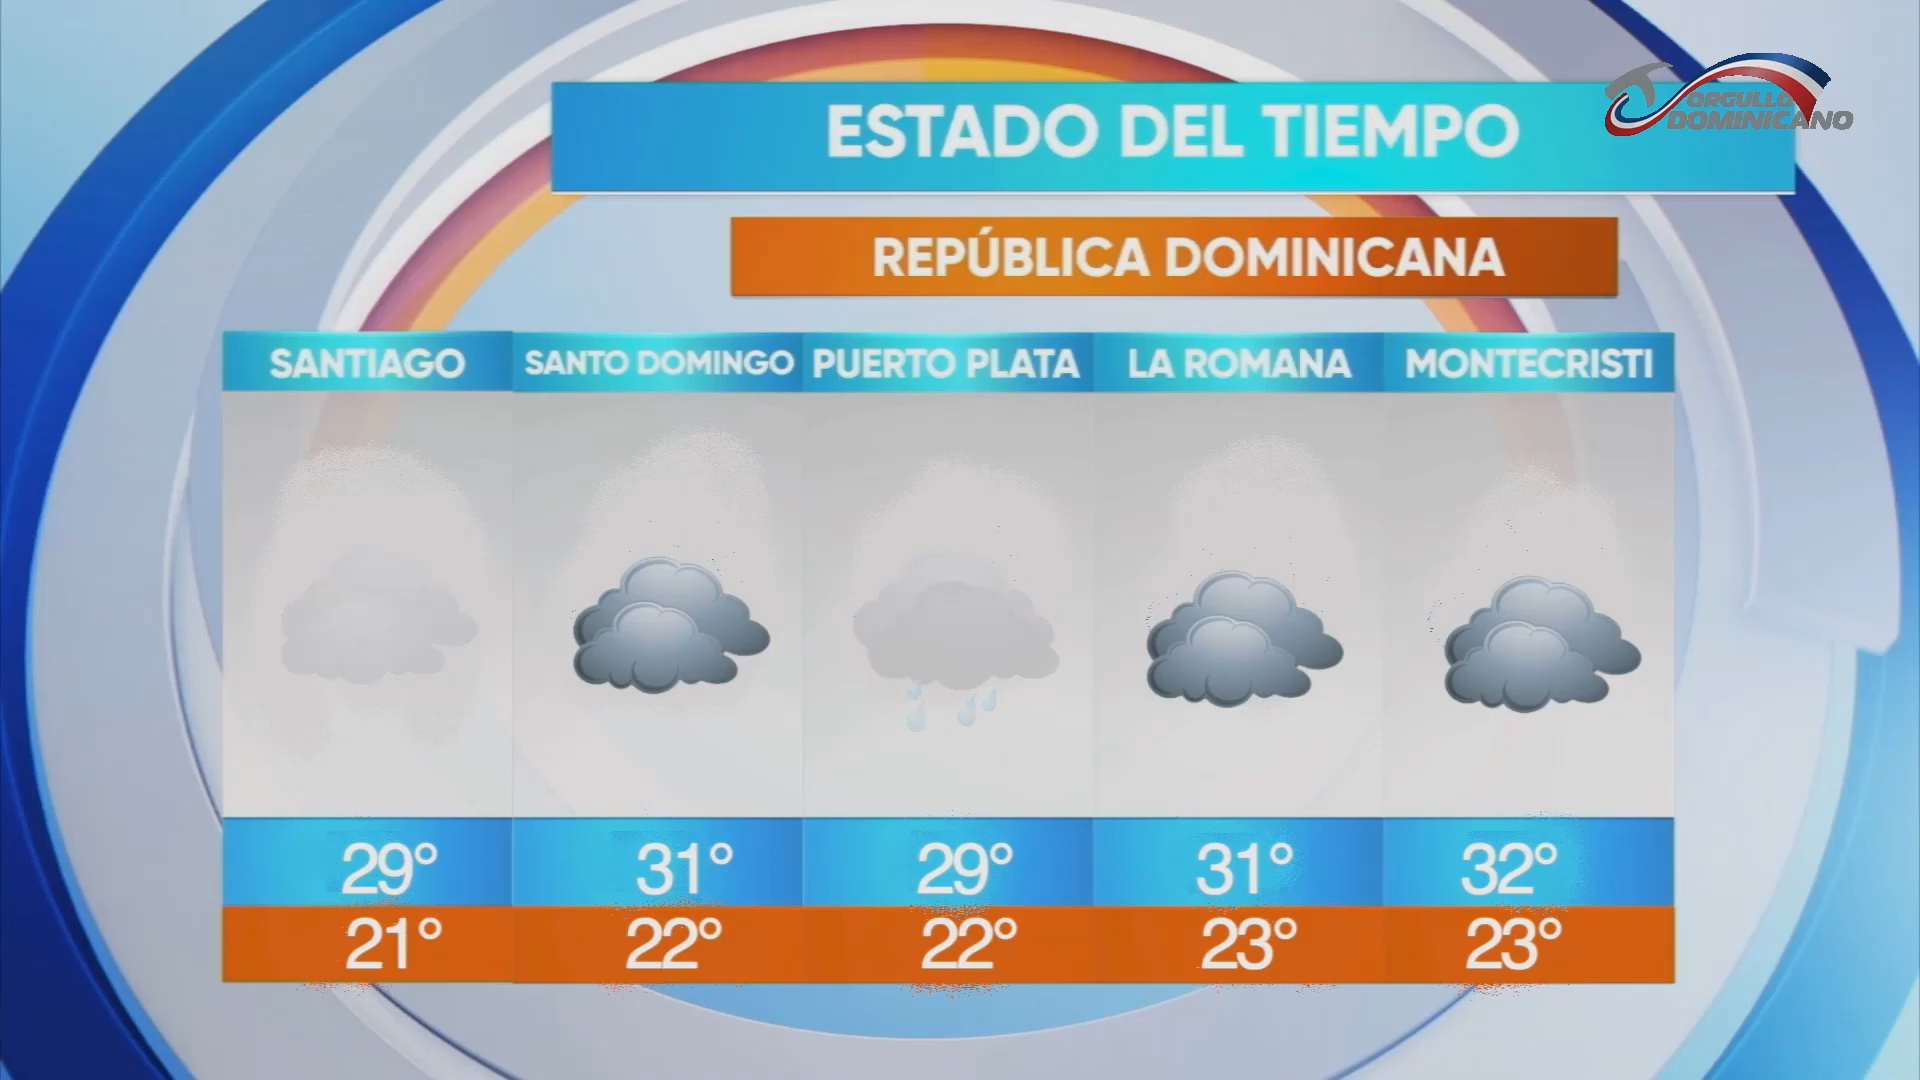 ESTADO DEL TIEMPO
ORGULLO
DOMINICANO
REPÚBLICA DOMINICANA
SANTIAGO SANTO DOMINGO PUERTO PLATA LA ROMANA MONTECRISTI
29° 31° 29° 31° 32°
21° 22° 22° 23° 23°